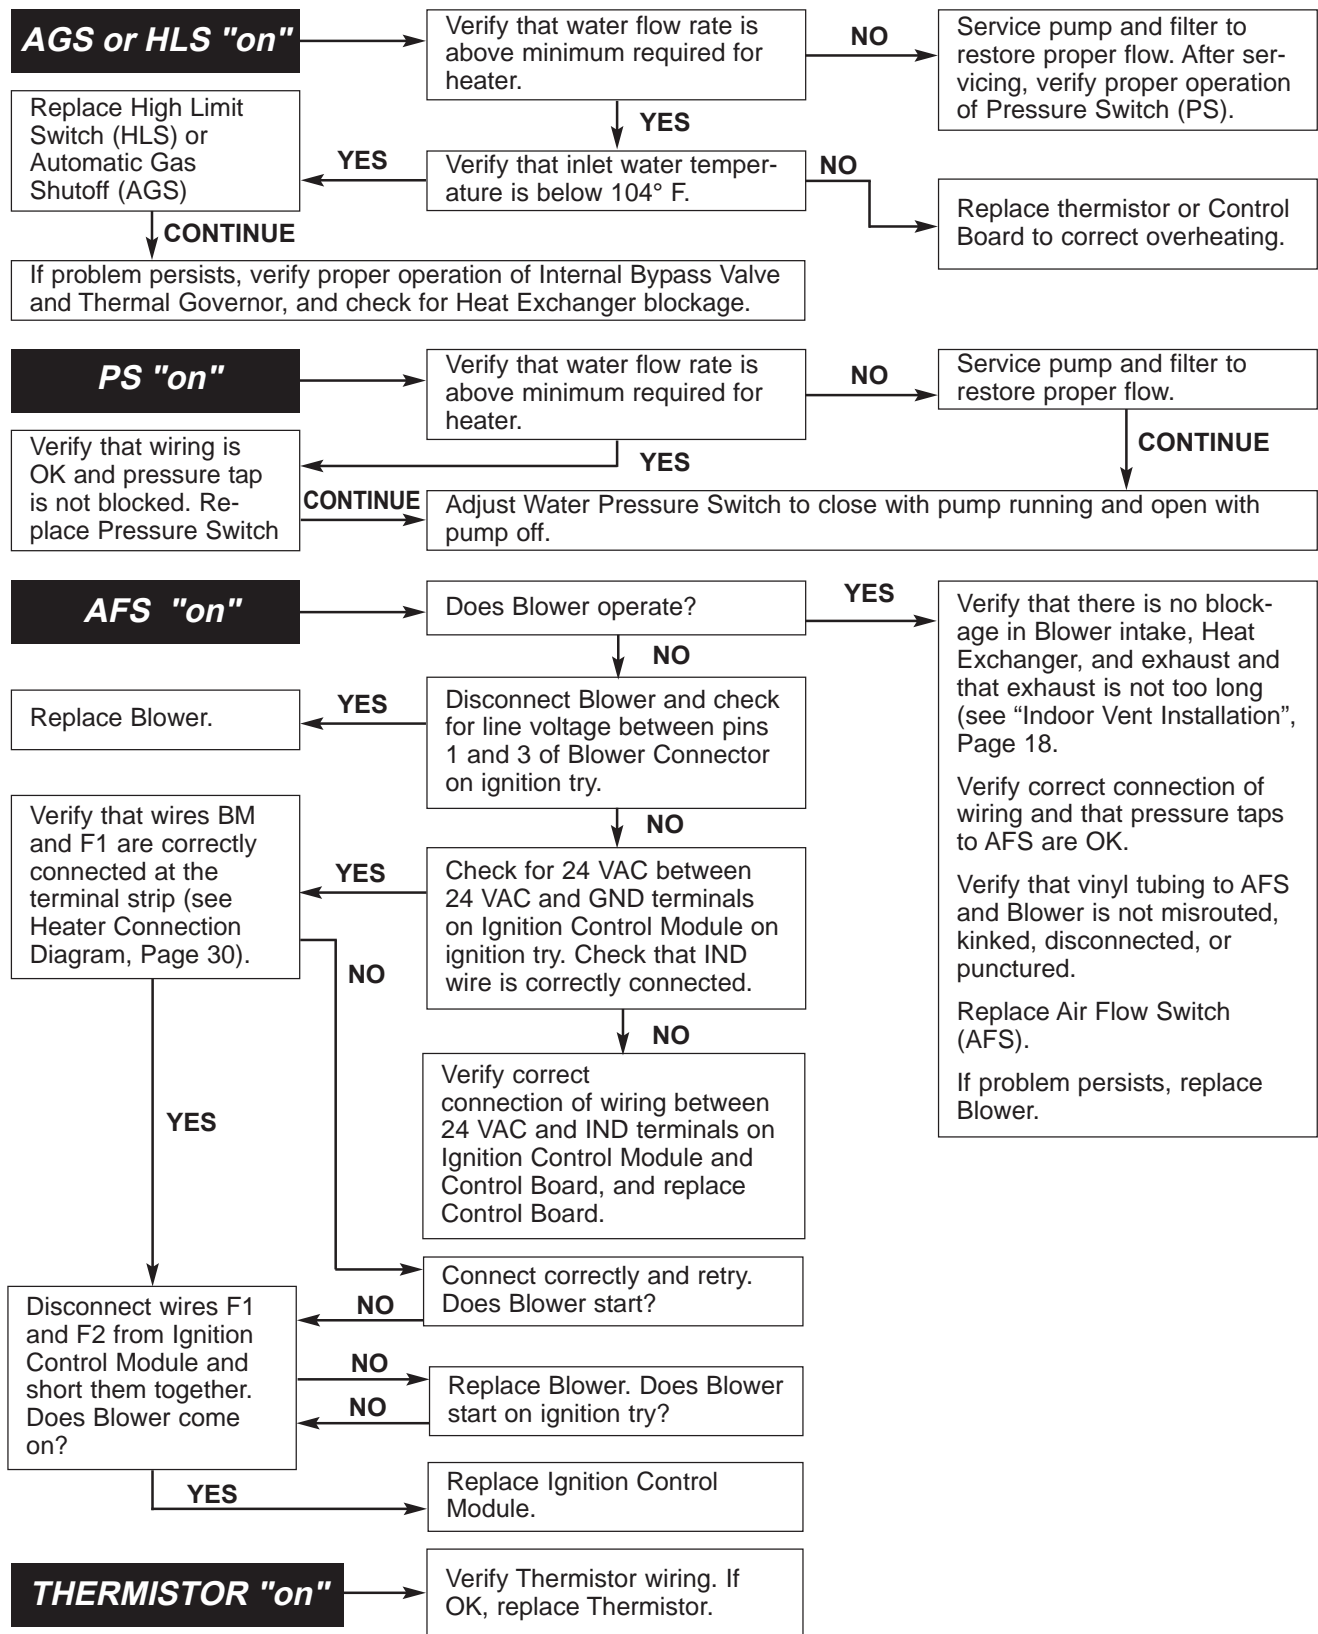 AGS or HLS "on"
Verify that water flow rate is
above minimum required for
heater.
NO
Service pump and filter to
restore proper flow. After ser-
vicing, verify proper operation
of Pressure Switch (PS).
YES
Replace High Limit
Switch (HLS) or
Automatic Gas
Shutoff (AGS)
YES
Verify that inlet water temper-
ature is below 104° F.
NO
Replace thermistor or Control
Board to correct overheating.
CONTINUE
If problem persists, verify proper operation of Internal Bypass Valve
and Thermal Governor, and check for Heat Exchanger blockage.
PS "on"
Verify that water flow rate is
above minimum required for
heater.
NO
Service pump and filter to
restore proper flow.
CONTINUE
YES
Verify that wiring is
OK and pressure tap
is not blocked. Re-
place Pressure Switch
CONTINUE
Adjust Water Pressure Switch to close with pump running and open with
pump off.
AFS "on"
Does Blower operate?
YES
Verify that there is no block-
age in Blower intake, Heat
Exchanger, and exhaust and
that exhaust is not too long
(see “Indoor Vent Installation”,
Page 18.
Verify correct connection of
wiring and that pressure taps
to AFS are OK.
Verify that vinyl tubing to AFS
and Blower is not misrouted,
kinked, disconnected, or
punctured.
Replace Air Flow Switch
(AFS).
If problem persists, replace
Blower.
NO
Replace Blower.
YES
Disconnect Blower and check
for line voltage between pins
1 and 3 of Blower Connector
on ignition try.
NO
Verify that wires BM
and F1 are correctly
connected at the
terminal strip (see
Heater Connection
Diagram, Page 30).
YES
Check for 24 VAC between
24 VAC and GND terminals
on Ignition Control Module on
ignition try. Check that IND
wire is correctly connected.
NO
NO
Verify correct
connection of wiring between
24 VAC and IND terminals on
Ignition Control Module and
Control Board, and replace
Control Board.
YES
Connect correctly and retry.
Does Blower start?
NO
Disconnect wires F1
and F2 from Ignition
Control Module and
short them together.
Does Blower come
on?
NO
Replace Blower. Does Blower
start on ignition try?
NO
YES
Replace Ignition Control
Module.
THERMISTOR "on"
Verify Thermistor wiring. If
OK, replace Thermistor.